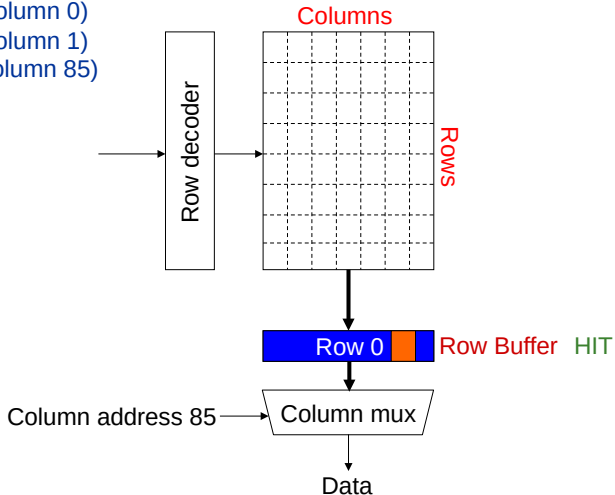 olumn 0)
olumn 1)
olumn 85)
Columns
Row decoder
Rows
Row 0
Row Buffer HIT
Column address 85
Column mux
Data